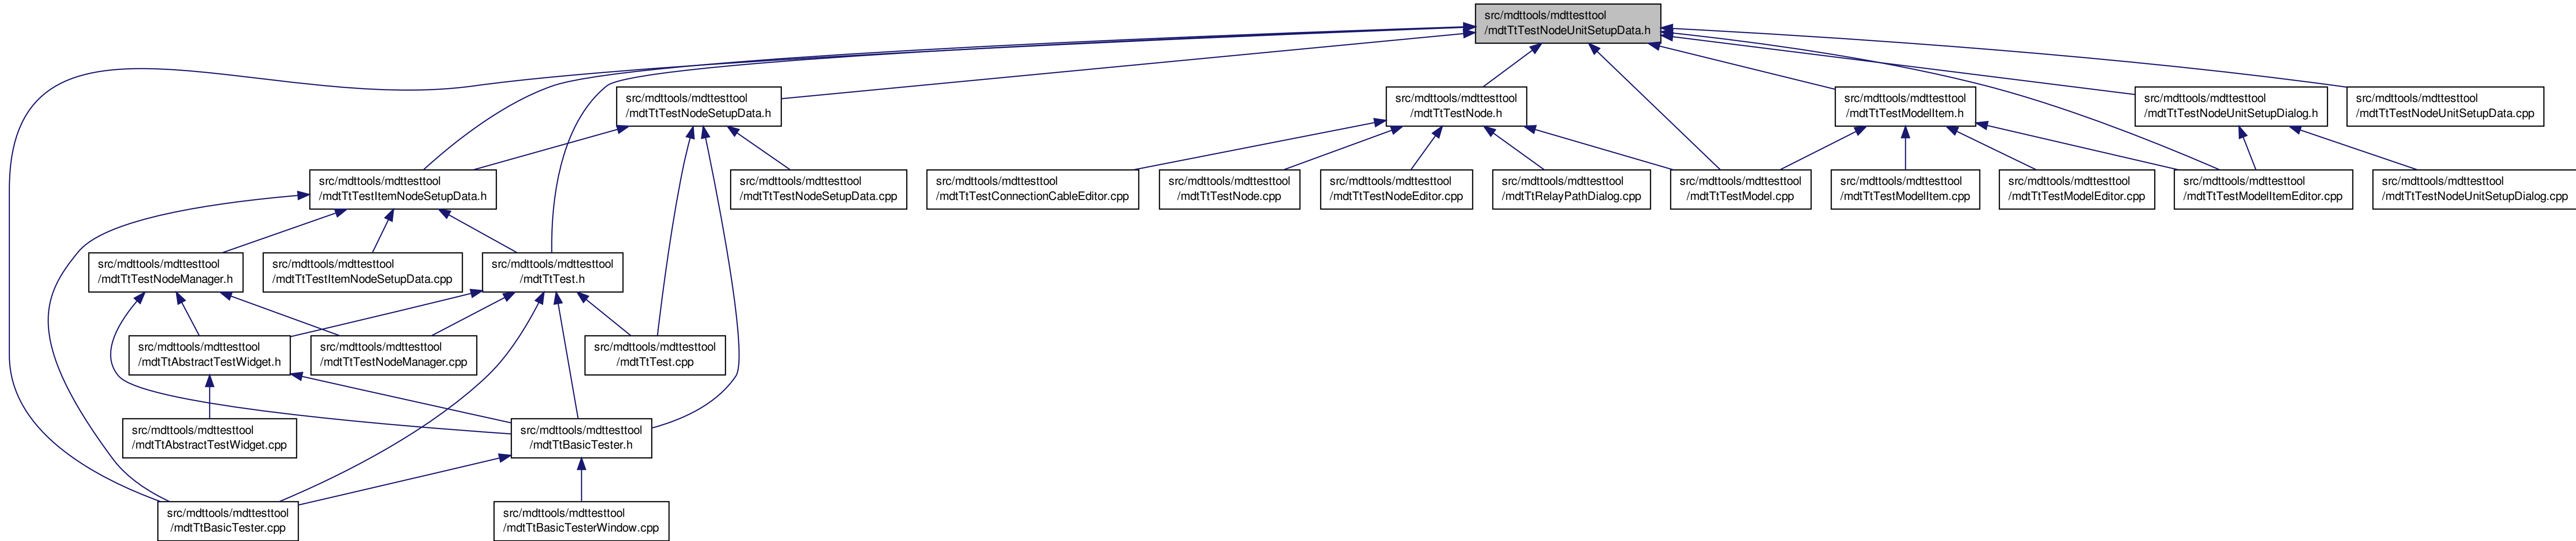 src/mdttools/mdttesttool
/mdtTtTestNodeUnitSetupData.h
src/mdttools/mdttesttool
/mdtTtTestNodeSetupData.h
src/mdttools/mdttesttool
/mdtTtTestNode.h
src/mdttools/mdttesttool
/mdtTtTestModelItem.h
src/mdttools/mdttesttool
/mdtTtTestNodeUnitSetupDialog.h
src/mdttools/mdttesttool
/mdtTtTestNodeUnitSetupData.cpp
src/mdttools/mdttesttool
/mdtTtTestItemNodeSetupData.h
src/mdttools/mdttesttool
/mdtTtTestNodeSetupData.cpp
src/mdttools/mdttesttool
/mdtTtTestConnectionCableEditor.cpp
src/mdttools/mdttesttool
/mdtTtTestNode.cpp
src/mdttools/mdttesttool
/mdtTtTestNodeEditor.cpp
src/mdttools/mdttesttool
/mdtTtRelayPathDialog.cpp
src/mdttools/mdttesttool
/mdtTtTestModel.cpp
src/mdttools/mdttesttool
/mdtTtTestModelItem.cpp
src/mdttools/mdttesttool
/mdtTtTestModelEditor.cpp
src/mdttools/mdttesttool
/mdtTtTestModelItemEditor.cpp
src/mdttools/mdttesttool
/mdtTtTestNodeUnitSetupDialog.cpp
src/mdttools/mdttesttool
/mdtTtTestNodeManager.h
src/mdttools/mdttesttool
/mdtTtTestItemNodeSetupData.cpp
src/mdttools/mdttesttool
/mdtTtTest.h
src/mdttools/mdttesttool
/mdtTtAbstractTestWidget.h
src/mdttools/mdttesttool
/mdtTtTestNodeManager.cpp
src/mdttools/mdttesttool
/mdtTtTest.cpp
src/mdttools/mdttesttool
/mdtTtAbstractTestWidget.cpp
src/mdttools/mdttesttool
/mdtTtBasicTester.h
src/mdttools/mdttesttool
/mdtTtBasicTester.cpp
src/mdttools/mdttesttool
/mdtTtBasicTesterWindow.cpp